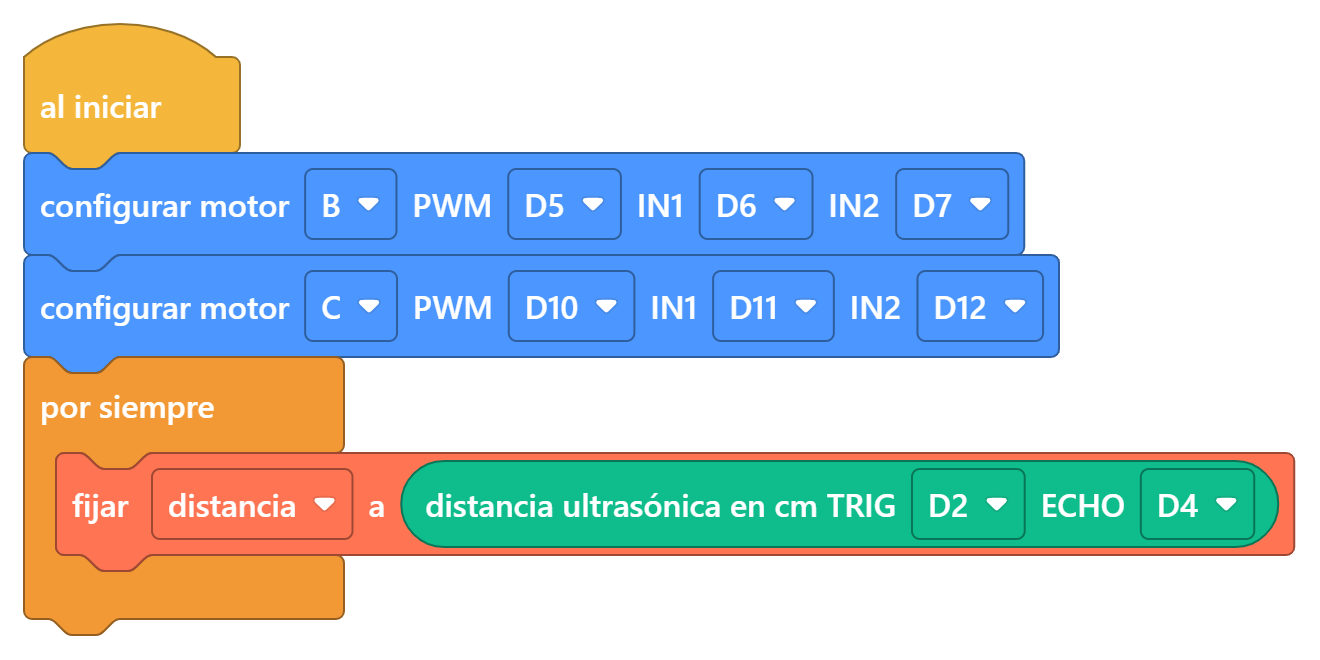 al iniciar
configurar motor B PWM D5 IN1 D6 IN2 D7
configurar motor C PWM D10 IN1 D11 IN2 D12
por siempre
fijar distancia a distancia ultrasónica en cm TRIG D2 ECHO D4